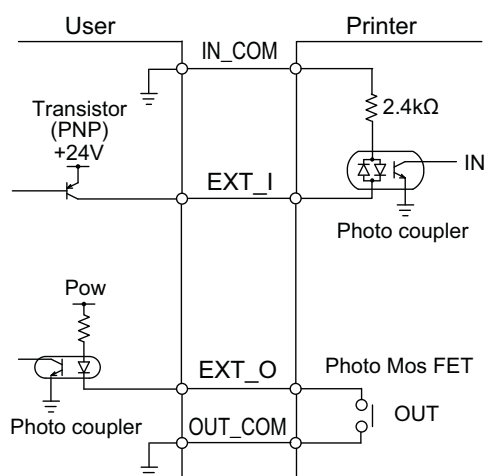 User
Printer
IN_COM
Transistor
(PNP)
+24V
2.4kΩ
IN
EXT_I
Photo coupler
Pow
EXT_O
Photo Mos FET
OUT
Photo coupler
OUT_COM